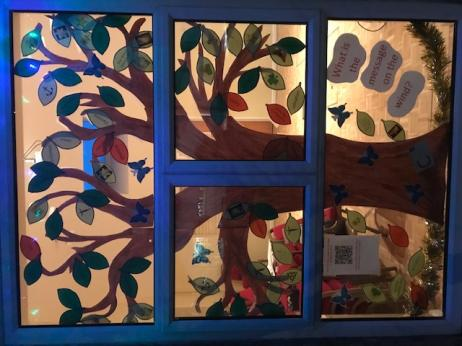 What is
the
message
on the
wind?